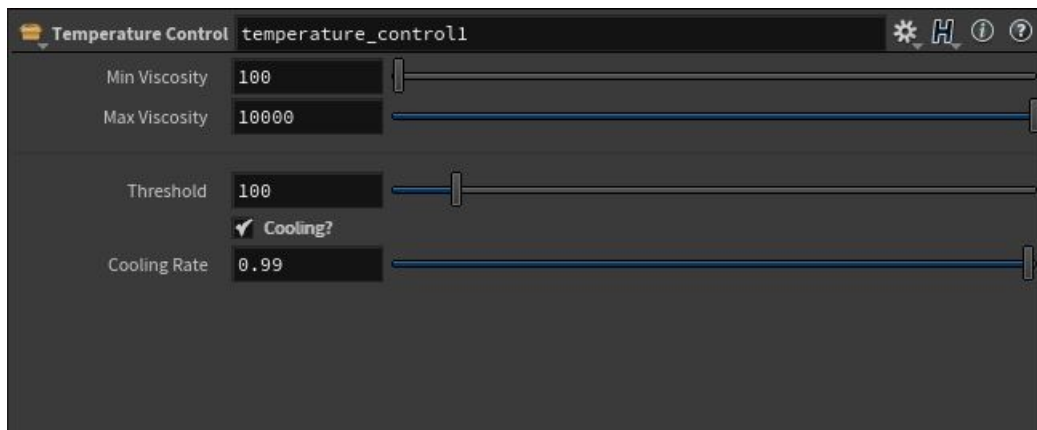 Temperature Control temperature_control1
Min Viscosity 100
Max Viscosity 10000
Threshold 100
Cooling?
Cooling Rate 0.99